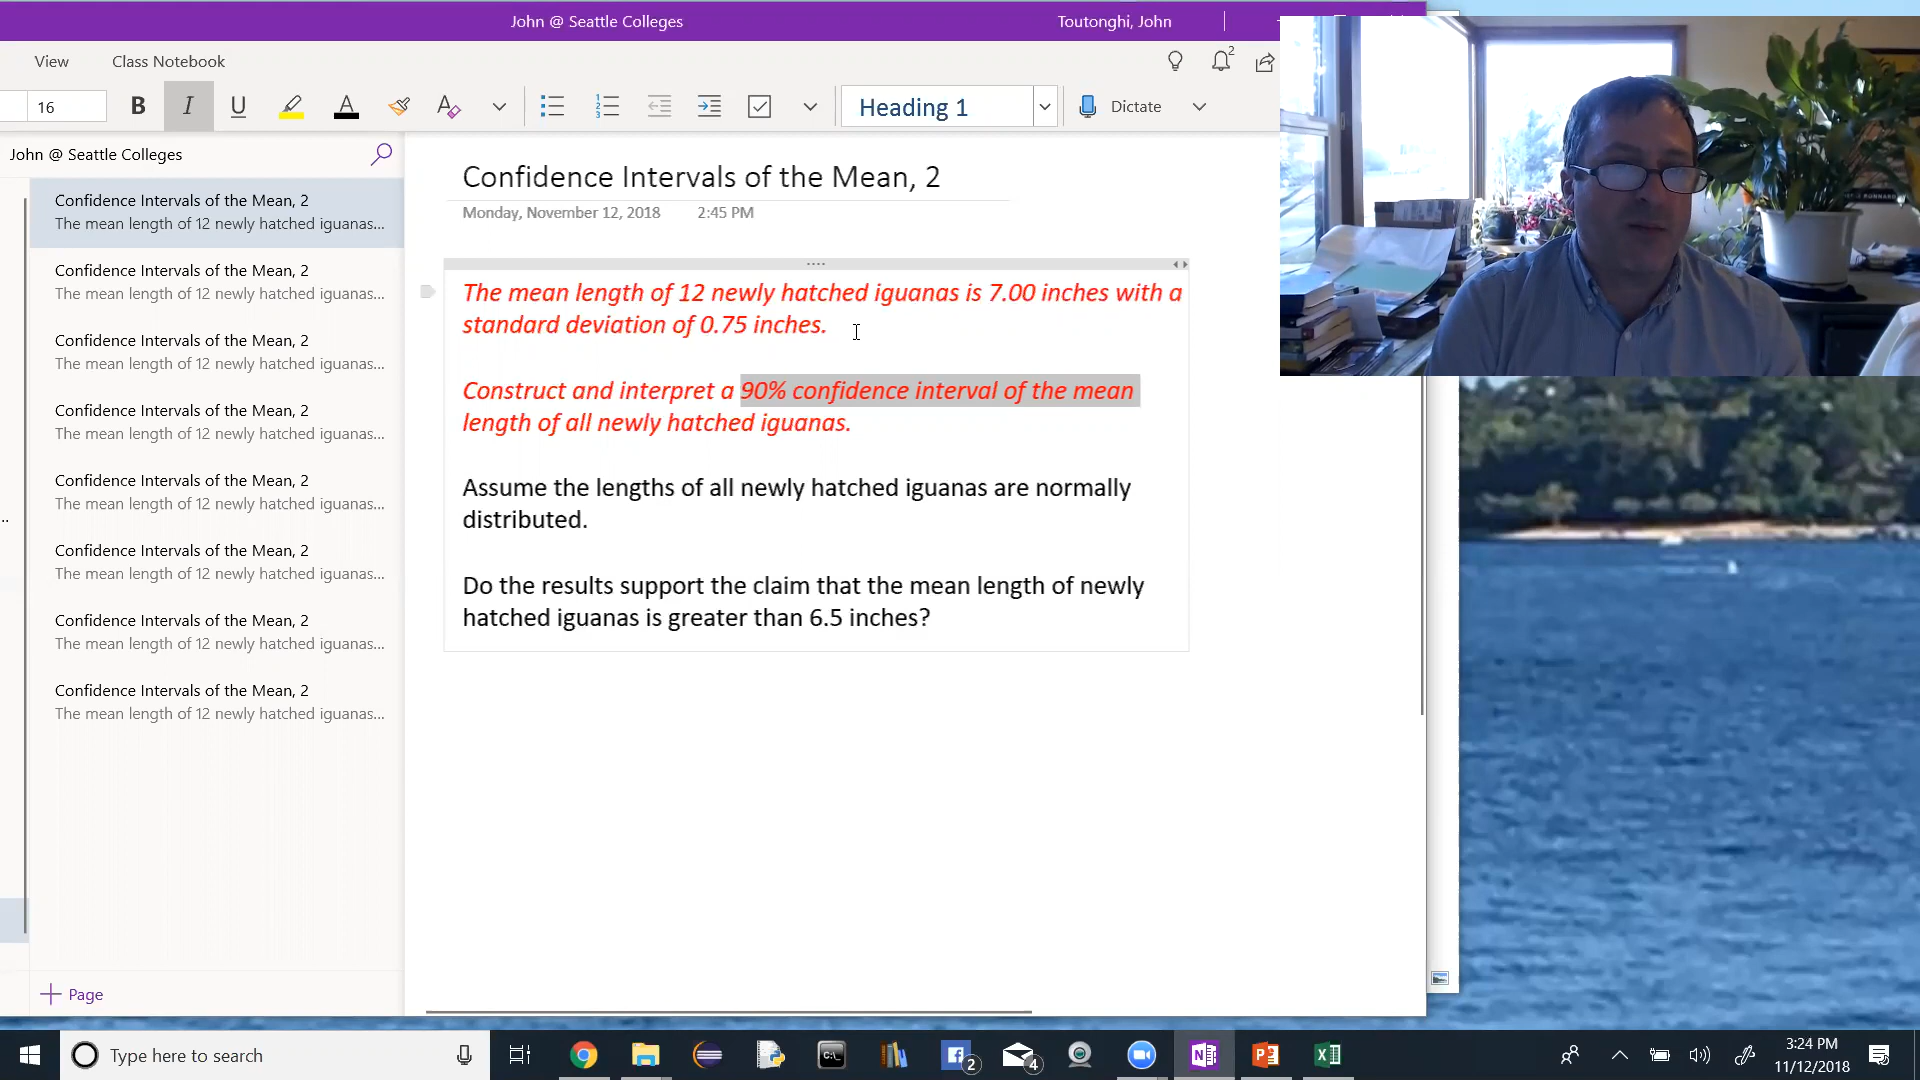 John @ Seattle Colleges
Toutonghi, John
View
Class Notebook
2
16
B
I
U
A
A
Heading 1
Dictate
John @ Seattle Colleges
Confidence Intervals of the Mean, 2
The mean length of 12 newly hatched iguanas...
Confidence Intervals of the Mean, 2
The mean length of 12 newly hatched iguanas...
Confidence Intervals of the Mean, 2
The mean length of 12 newly hatched iguanas...
Confidence Intervals of the Mean, 2
The mean length of 12 newly hatched iguanas...
Confidence Intervals of the Mean, 2
The mean length of 12 newly hatched iguanas...
Confidence Intervals of the Mean, 2
The mean length of 12 newly hatched iguanas...
Confidence Intervals of the Mean, 2
The mean length of 12 newly hatched iguanas...
Confidence Intervals of the Mean, 2
The mean length of 12 newly hatched iguanas...
Page
Confidence Intervals of the Mean, 2
Monday, November 12, 2018 2:45 PM
The mean length of 12 newly hatched iguanas is 7.00 inches with a
standard deviation of 0.75 inches.
Construct and interpret a 90% confidence interval of the mean
length of all newly hatched iguanas.
Assume the lengths of all newly hatched iguanas are normally
distributed.
Do the results support the claim that the mean length of newly
hatched iguanas is greater than 6.5 inches?
Type here to search
2
4
3:24 PM
11/12/2018